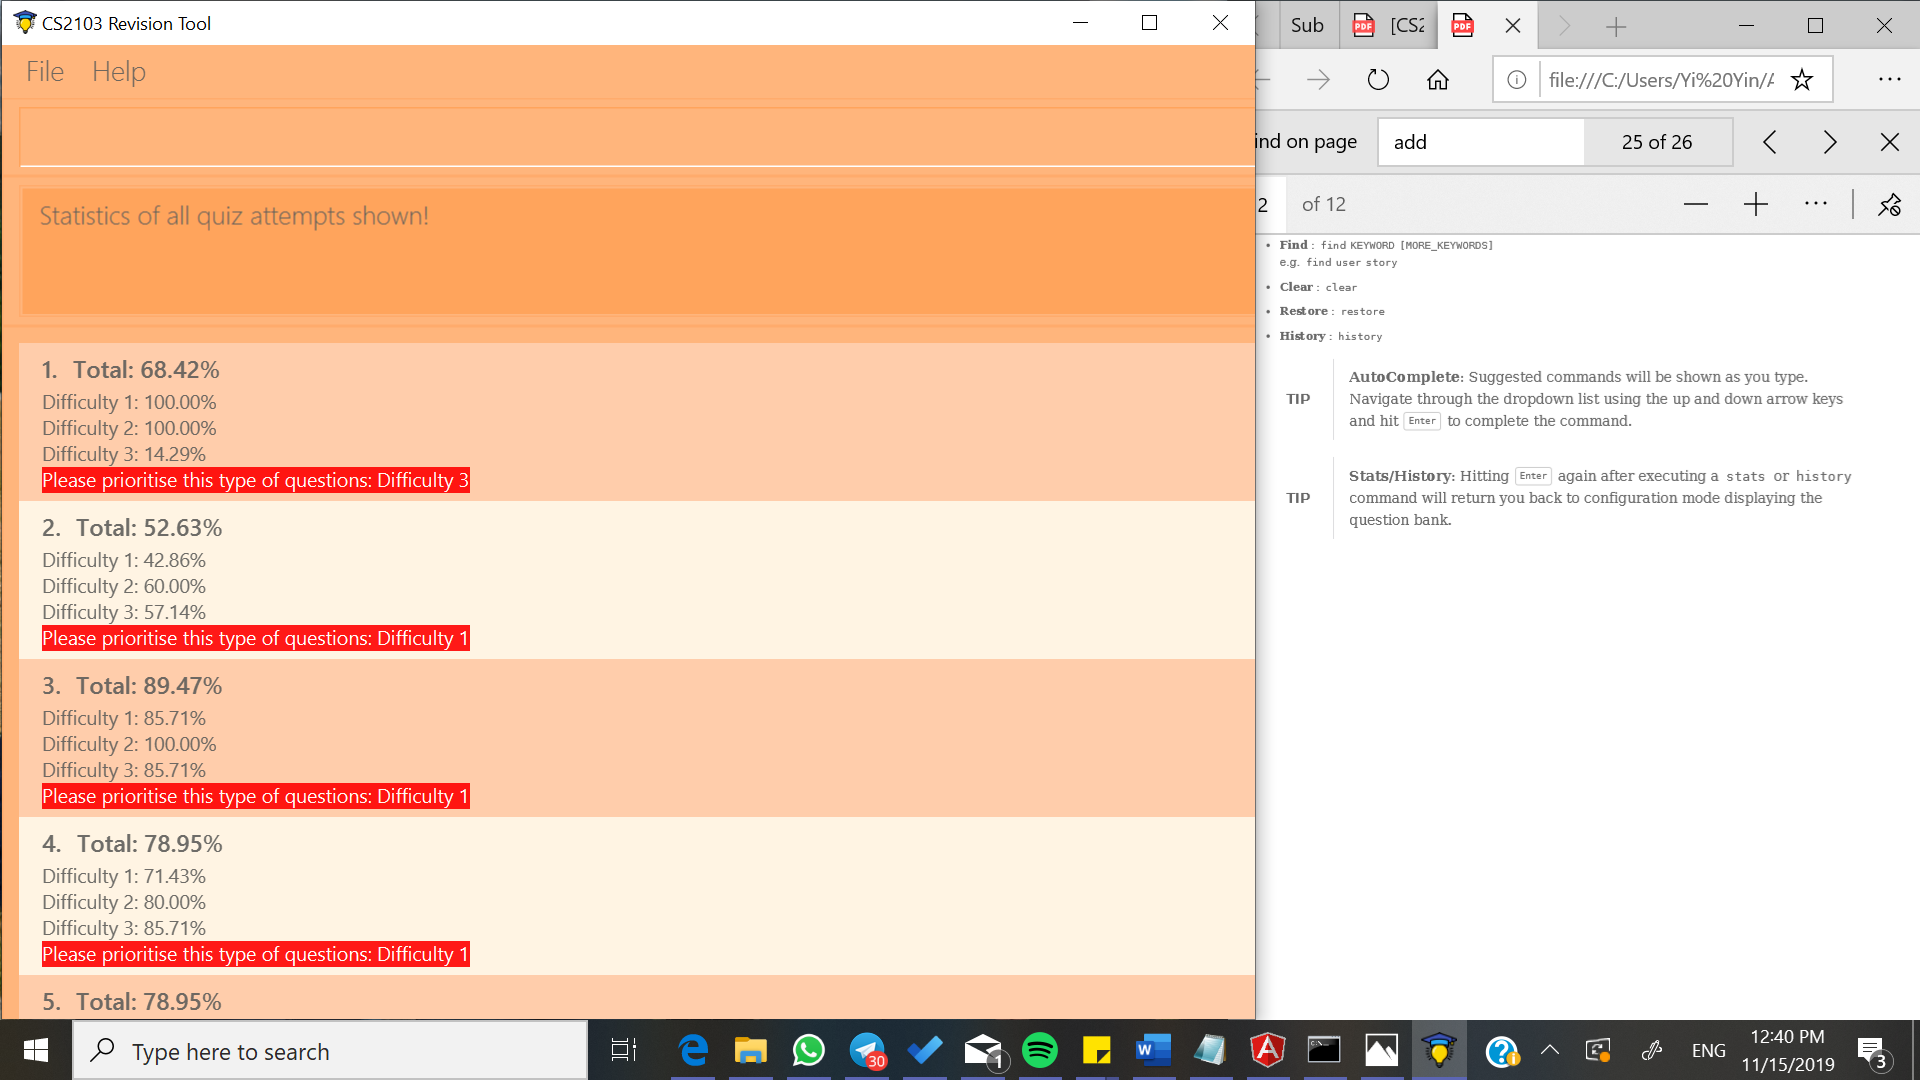 CS2103 Revision Tool
File Help
Statistics of all quiz attempts shown!
1. Total: 68.42%
Difficulty 1: 100.00%
Difficulty 2: 100.00%
Difficulty 3: 14.29%
Please prioritise this type of questions: Difficulty 3
2. Total: 52.63%
Difficulty 1: 42.86%
Difficulty 2: 60.00%
Difficulty 3: 57.14%
Please prioritise this type of questions: Difficulty 1
3. Total: 89.47%
Difficulty 1: 85.71%
Difficulty 2: 100.00%
Difficulty 3: 85.71%
Please prioritise this type of questions: Difficulty 1
4. Total: 78.95%
Difficulty 1: 71.43%
Difficulty 2: 80.00%
Difficulty 3: 85.71%
Please prioritise this type of questions: Difficulty 1
5. Total: 78.95%
Sub PDF [CS2 PDF
file:///C:/Users/Yi%20Yin/A
ind on page add 25 of 26
2 of 12
• Find : find KEYWORD [MORE_KEYWORDS]
e.g. find user story
• Clear : clear
• Restore : restore
• History : history
TIP
AutoComplete: Suggested commands will be shown as you type.
Navigate through the dropdown list using the up and down arrow keys
and hit Enter to complete the command.
TIP
Stats/History: Hitting Enter again after executing a stats or history
command will return you back to configuration mode displaying the
question bank.
Type here to search
30
1
W
ENG
12:40 PM
11/15/2019
3